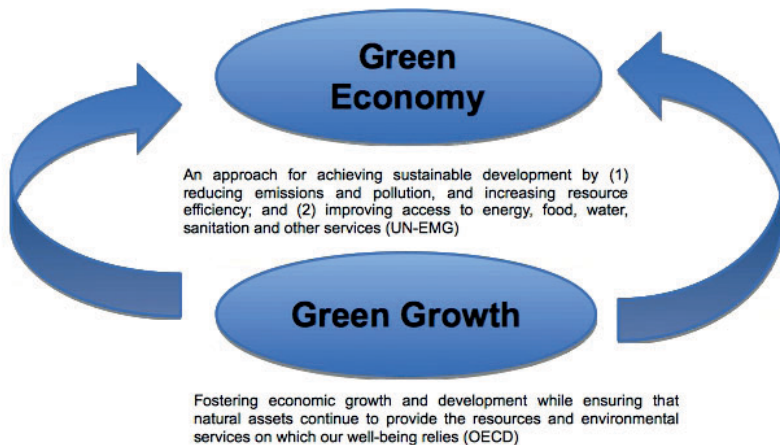 Green
Economy
An approach for achieving sustainable development by (1)
reducing emissions and pollution, and increasing resource
efficiency; and (2) improving access to energy, food, water,
sanitation and other services (UN-EMG)
Green Growth
Fostering economic growth and development while ensuring that
natural assets continue to provide the resources and environmental
services on which our well-being relies (OECD)